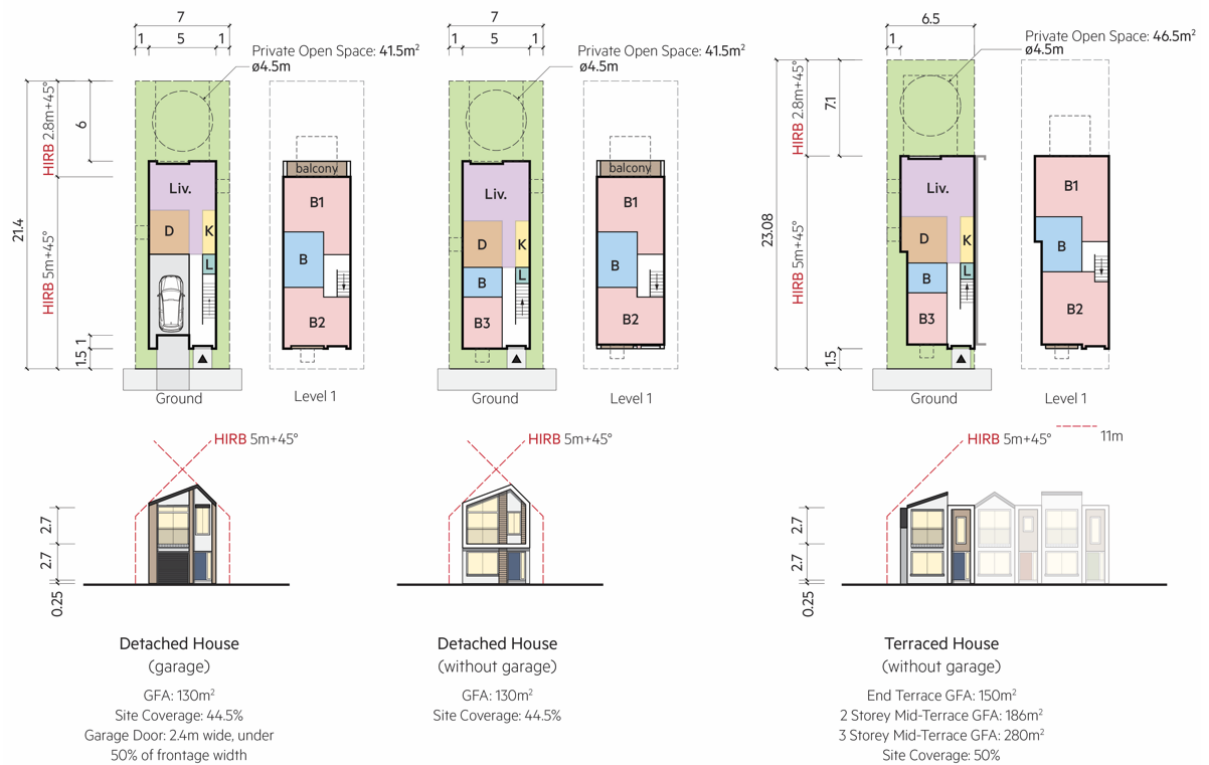 7
1 5 1
Private Open Space: 41.5m²
ø4.5m
HIRB 2.8m+45°
6
21.4
HIRB 5m+45°
1
1.5
Liv.
D
K
L
Ground
balcony
B1
B
B2
Level 1
7
1 5 1
Private Open Space: 41.5m²
ø4.5m
Liv.
D
K
B
L
B3
Ground
balcony
B1
B
B2
Level 1
6.5
1
Private Open Space: 46.5m²
ø4.5m
HIRB 2.8m+45°
7.1
23.08
HIRB 5m+45°
1.5
Liv.
D
K
B
L
B3
Ground
B1
B
B2
Level 1
HIRB 5m+45°
2.7
2.7
0.25
HIRB 5m+45°
HIRB 5m+45°
11m
2.7
2.7
0.25
Detached House
(garage)
GFA: 130m²
Site Coverage: 44.5%
Garage Door: 2.4m wide, under
50% of frontage width
Detached House
(without garage)
GFA: 130m²
Site Coverage: 44.5%
Terraced House
(without garage)
End Terrace GFA: 150m²
2 Storey Mid-Terrace GFA: 186m²
3 Storey Mid-Terrace GFA: 280m²
Site Coverage: 50%